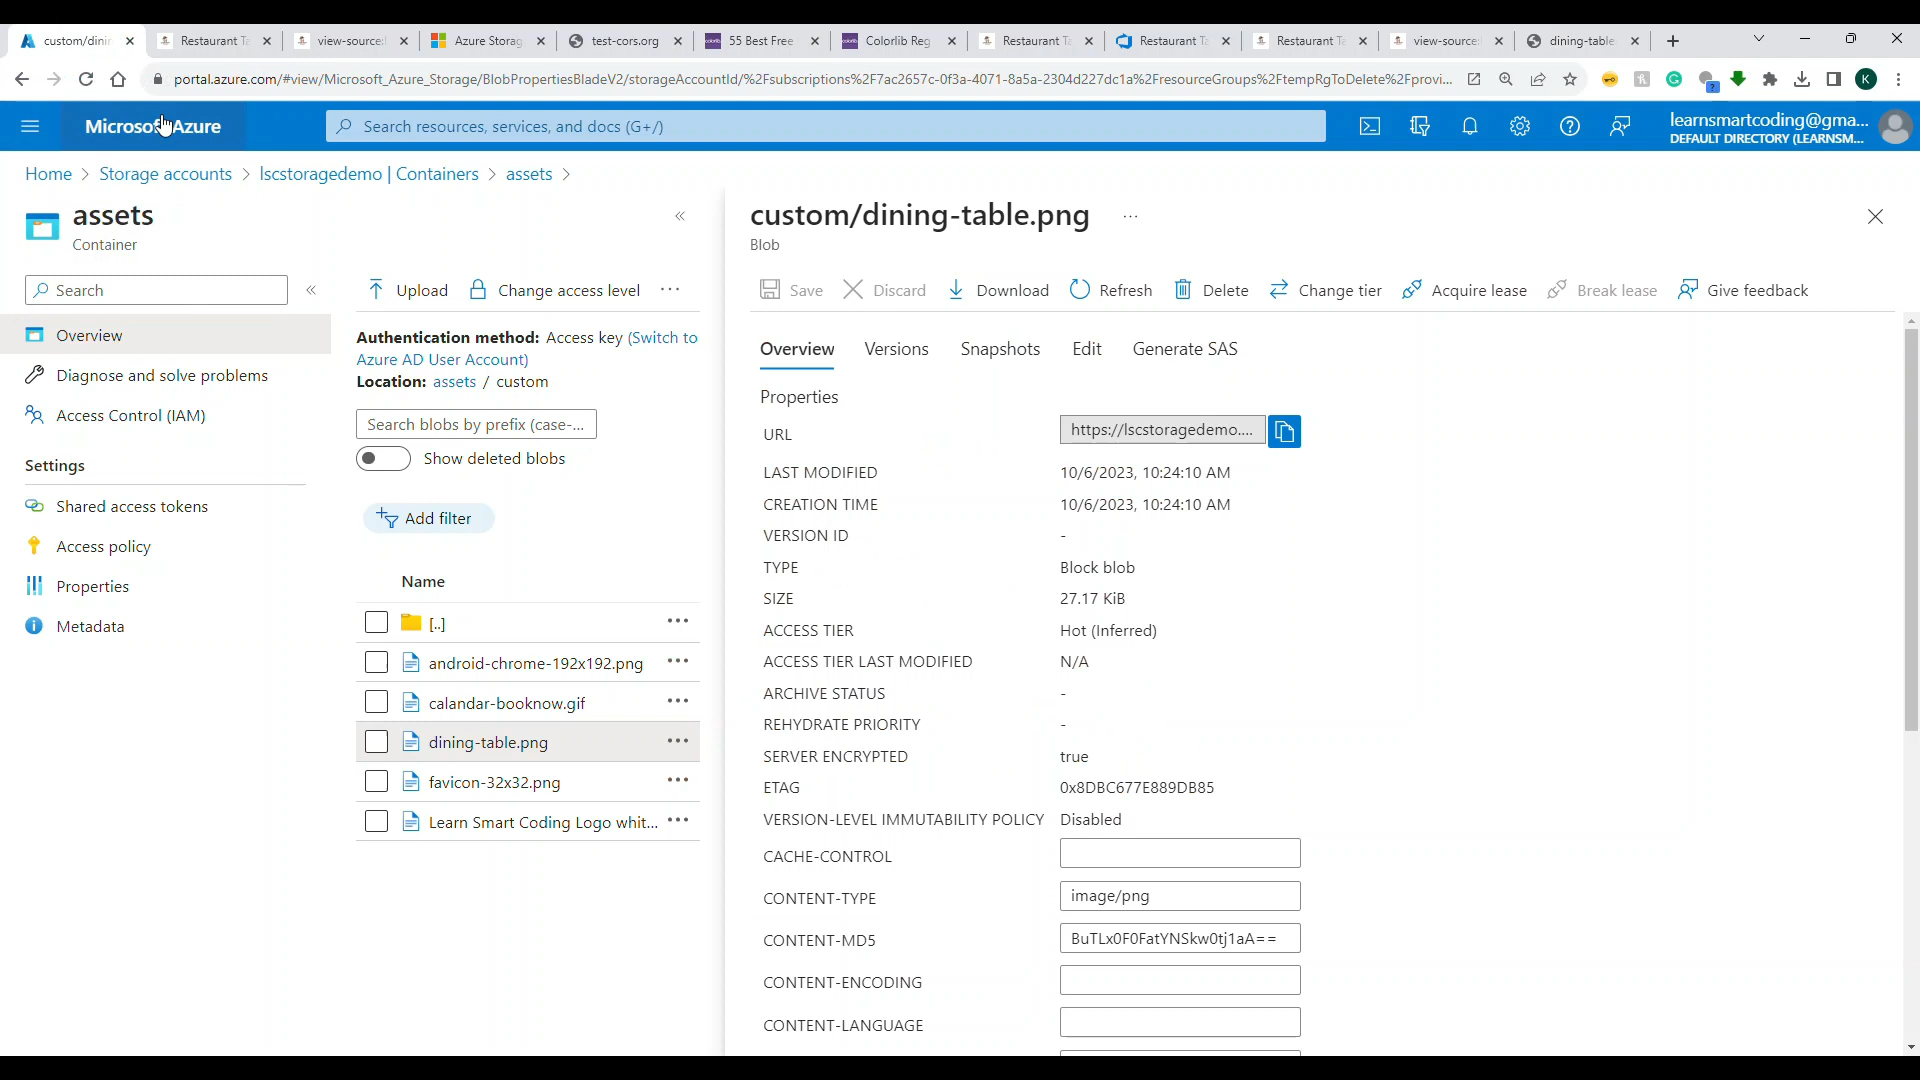 custom/dinin
Restaurant Ta
view-source:
Azure Storag
test-cors.org
55 Best Free
Colorlib Reg
Restaurant Ta
Restaurant Ta
Restaurant Ta
view-source:
dining-table
portal.azure.com/#view/Microsoft_Azure_Storage/BlobPropertiesBladeV2/storageAccountId/%2Fsubscriptions%2F7ac2657c-0f3a-4071-8a5a-2304d227dc1a%2FresourceGroups%2FtempRgToDelete%2Fprovi...
K
Microsoft Azure
Search resources, services, and docs (G+/)
learnsmartcoding@gma...
DEFAULT DIRECTORY (LEARNSM...
Home > Storage accounts > lscstoragedemo | Containers > assets >
assets
Container
Search
Overview
Diagnose and solve problems
Access Control (IAM)
Settings
Shared access tokens
Access policy
Properties
Metadata
Upload
Change access level
Authentication method: Access key (Switch to
Azure AD User Account)
Location: assets / custom
Search blobs by prefix (case-...
Show deleted blobs
Add filter
Name
[..]
android-chrome-192x192.png
calandar-booknow.gif
dining-table.png
favicon-32x32.png
Learn Smart Coding Logo whit...
custom/dining-table.png
Blob
Save
Discard
Download
Refresh
Delete
Change tier
Acquire lease
Break lease
Give feedback
Overview
Versions
Snapshots
Edit
Generate SAS
Properties
URL https://lscstoragedemo....
LAST MODIFIED 10/6/2023, 10:24:10 AM
CREATION TIME 10/6/2023, 10:24:10 AM
VERSION ID -
TYPE Block blob
SIZE 27.17 KiB
ACCESS TIER Hot (Inferred)
ACCESS TIER LAST MODIFIED N/A
ARCHIVE STATUS -
REHYDRATE PRIORITY -
SERVER ENCRYPTED true
ETAG 0x8DBC677E889DB85
VERSION-LEVEL IMMUTABILITY POLICY Disabled
CACHE-CONTROL
CONTENT-TYPE image/png
CONTENT-MD5 BuTLx0F0FatYNSkw0tj1aA==
CONTENT-ENCODING
CONTENT-LANGUAGE